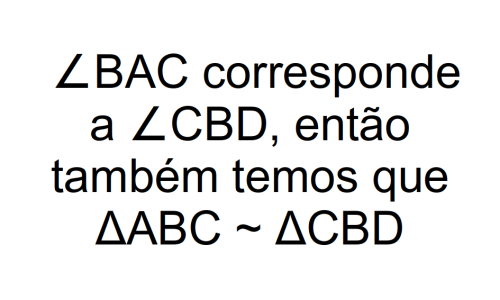 ∠BAC corresponde
a ∠CBD, então
também temos que
ΔABC ~ ΔCBD